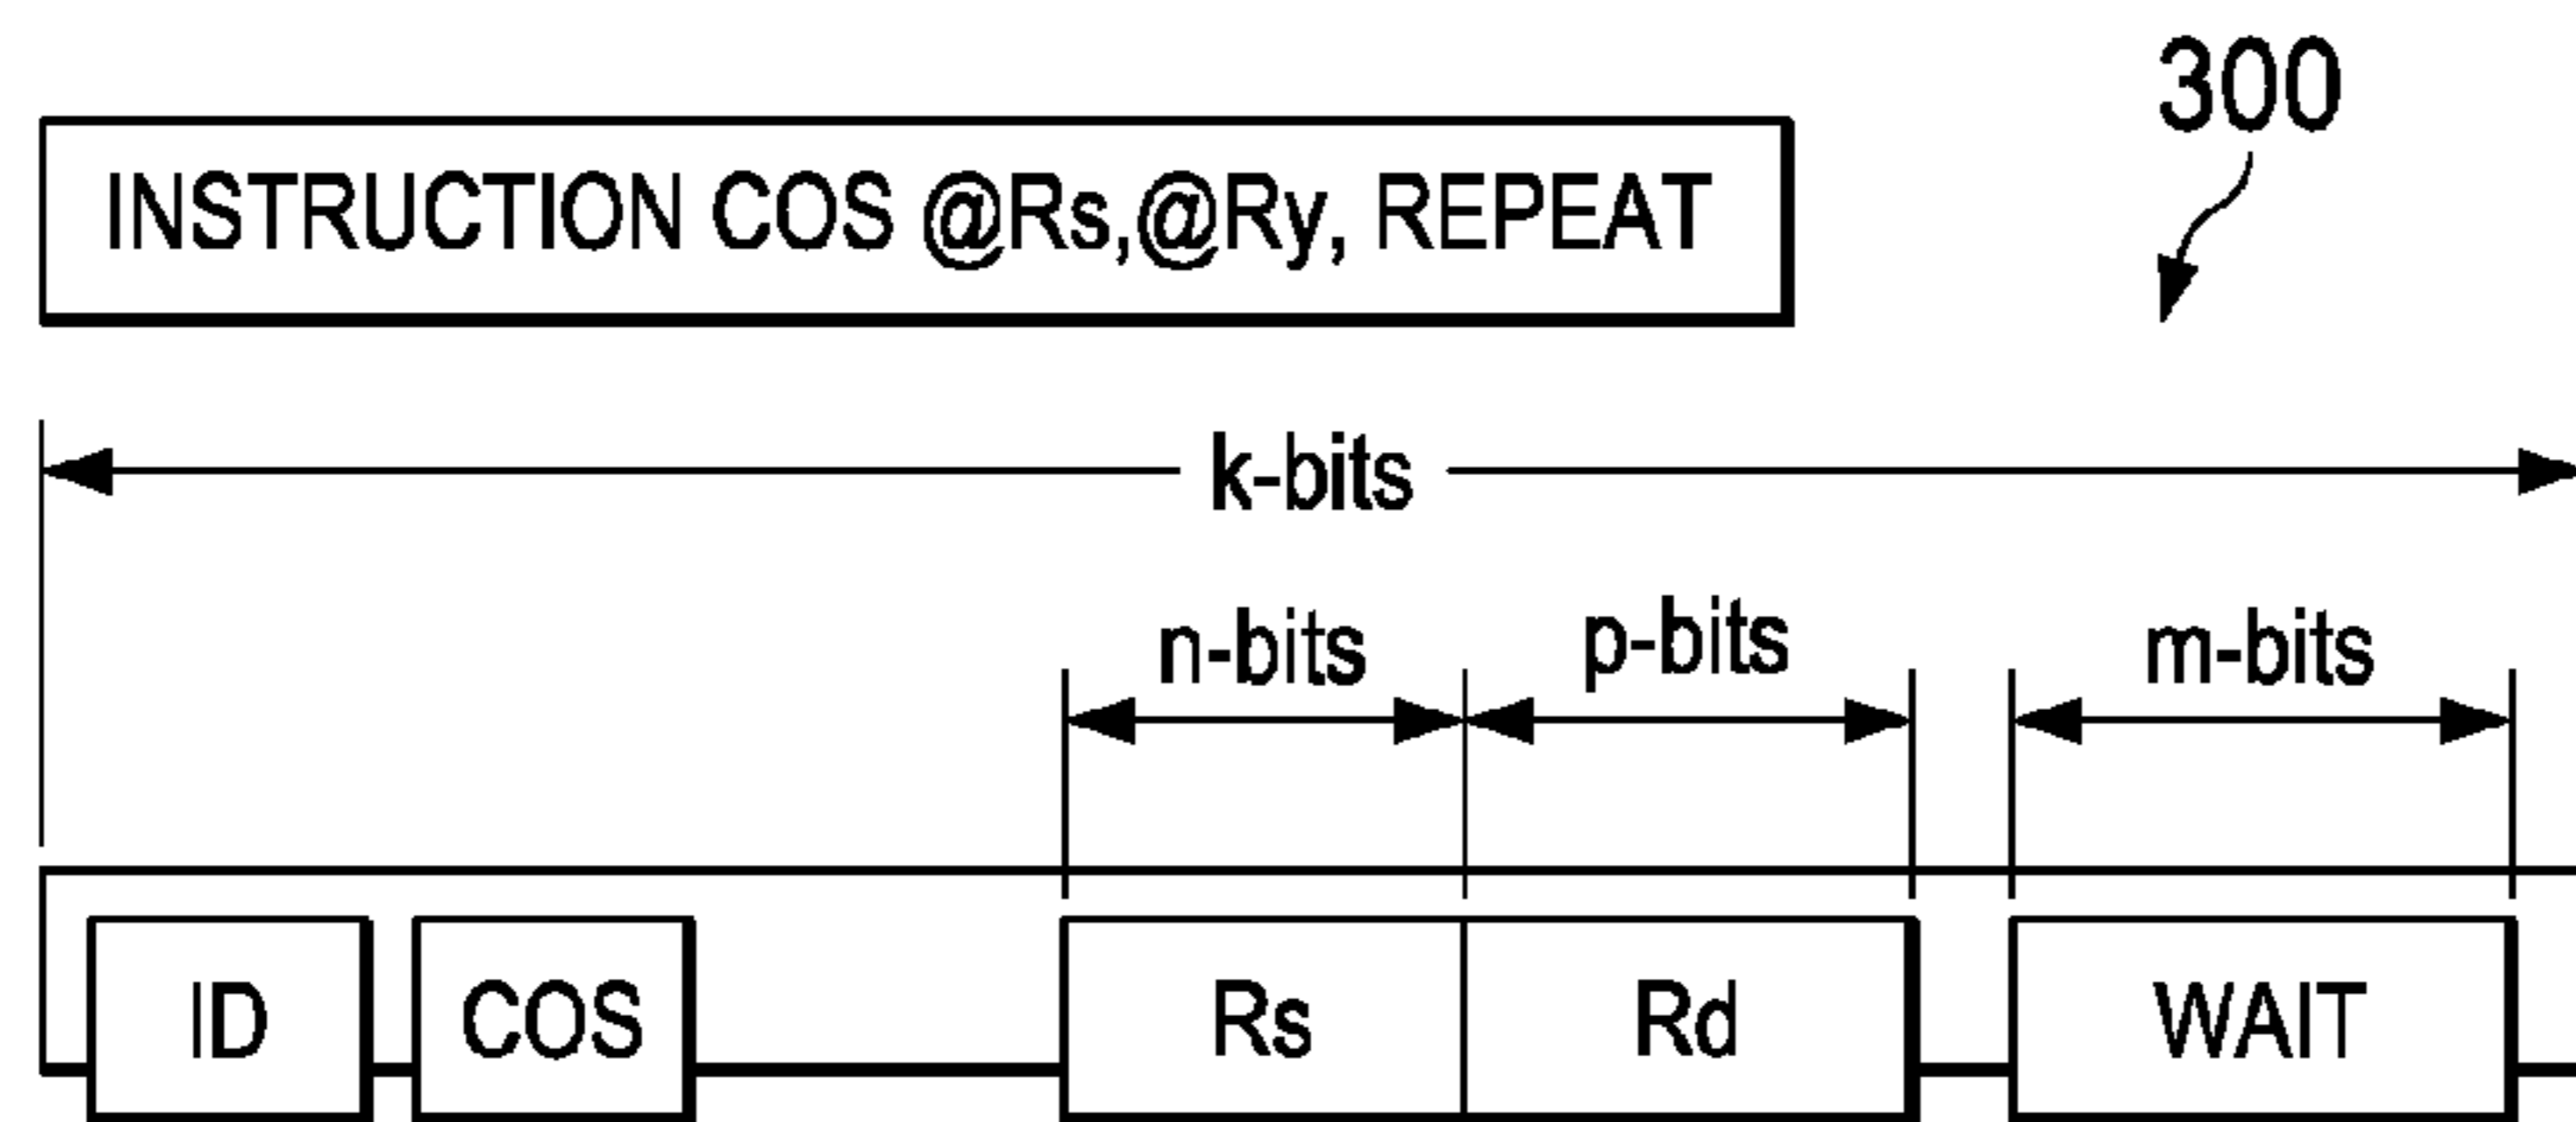 300
INSTRUCTION COS @Rs,@Ry, REPEAT
k-bits
n-bits p-bits m-bits
ID COS Rs Rd WAIT